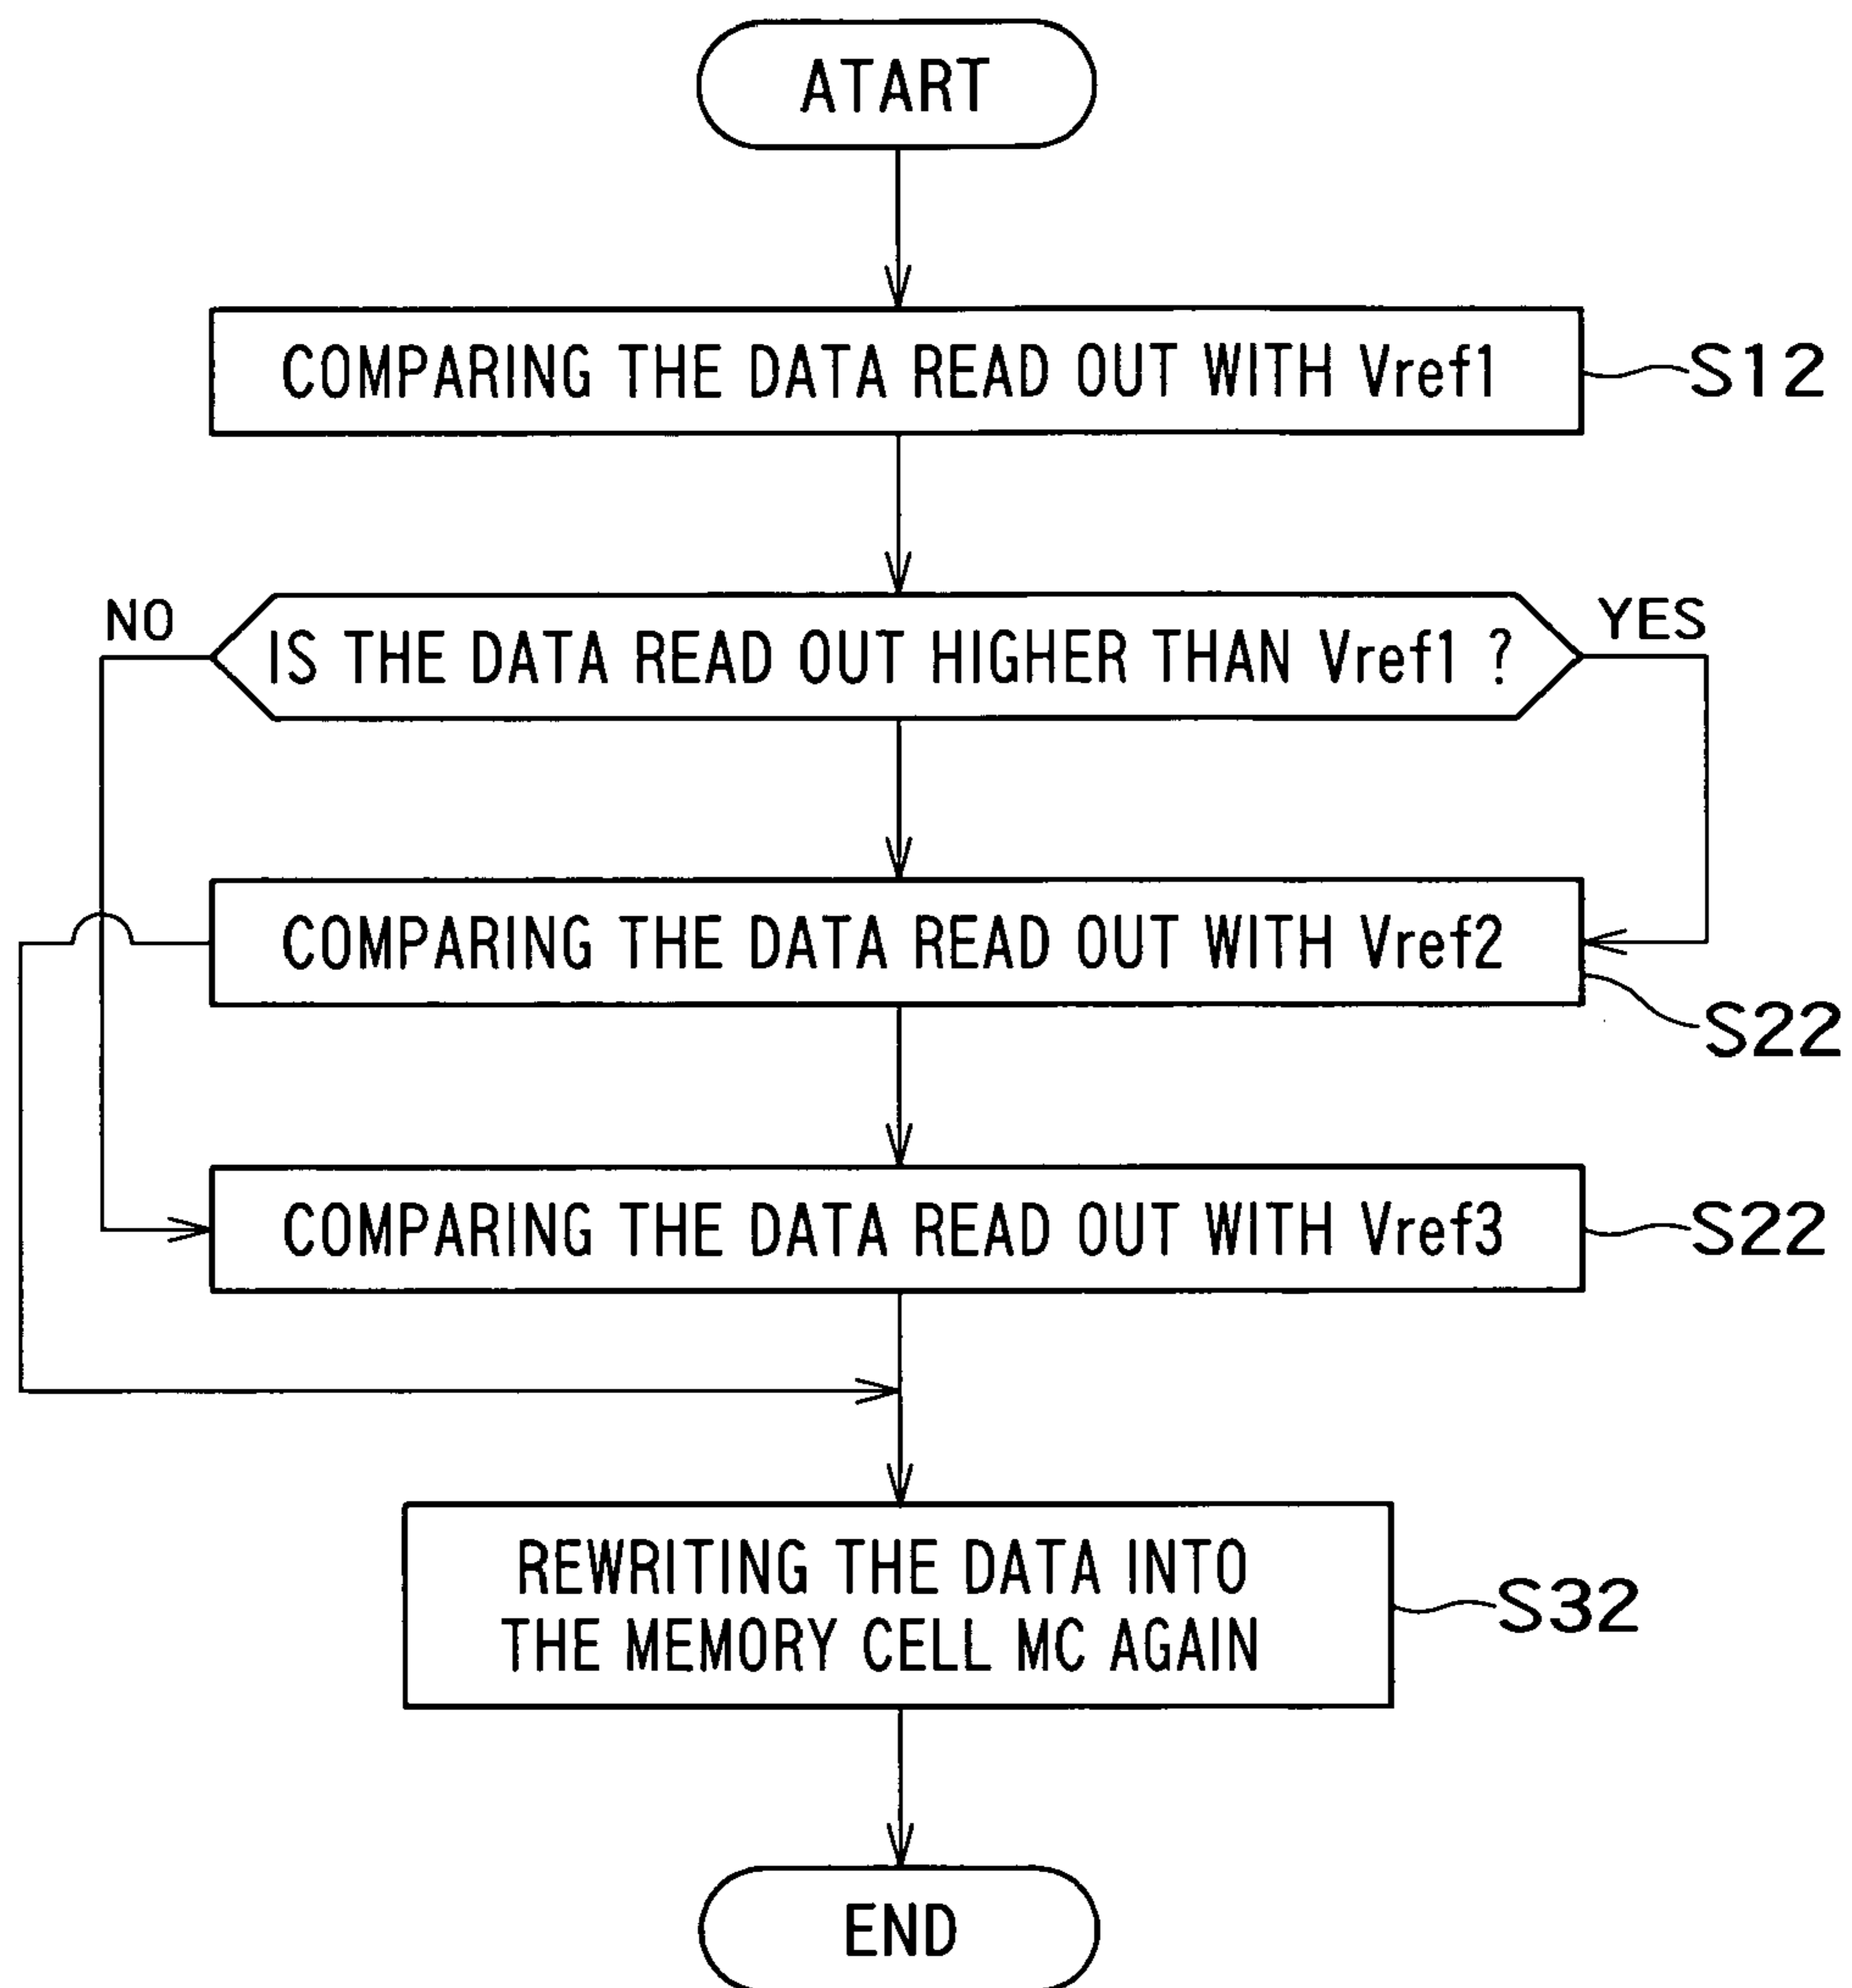 ATART
COMPARING THE DATA READ OUT WITH Vref1
S12
NO
YES
IS THE DATA READ OUT HIGHER THAN Vref1 ?
COMPARING THE DATA READ OUT WITH Vref2
S22
COMPARING THE DATA READ OUT WITH Vref3
S22
REWRITING THE DATA INTO
THE MEMORY CELL MC AGAIN
S32
END